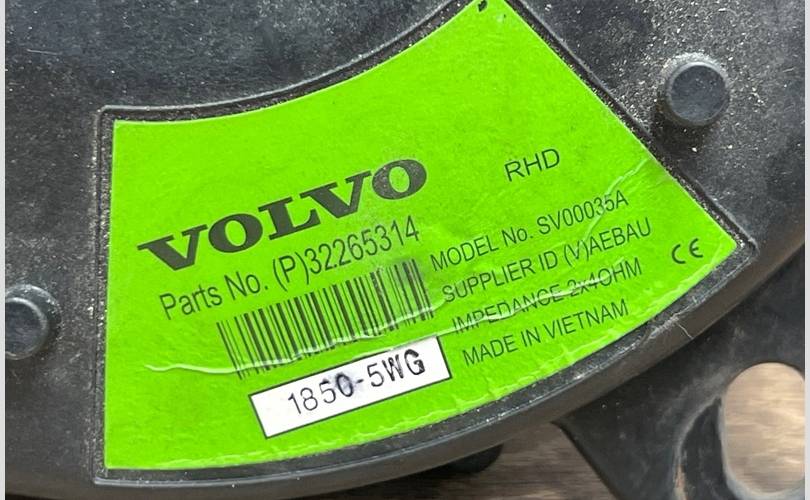 VOLVO
Parts No. (P)32265314
1850-5WG
RHD
MODEL No. SV00035A
SUPPLIER ID (V)AEBAU
IMPEDANCE 2x4OHM
MADE IN VIETNAM
CE